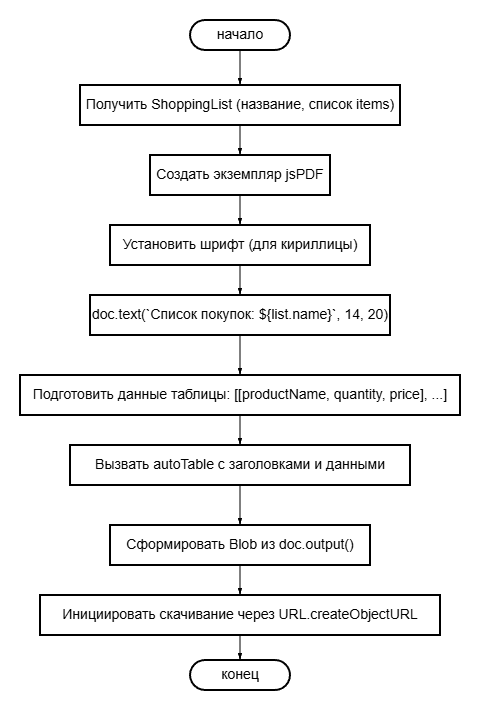 начало
Получить ShoppingList (название, список items)
Создать экземпляр jsPDF
Установить шрифт (для кириллицы)
doc.text(`Список покупок: ${list.name}`, 14, 20)
Подготовить данные таблицы: [[productName, quantity, price], ...]
Вызвать autoTable с заголовками и данными
Сформировать Blob из doc.output()
Инициировать скачивание через URL.createObjectURL
конец